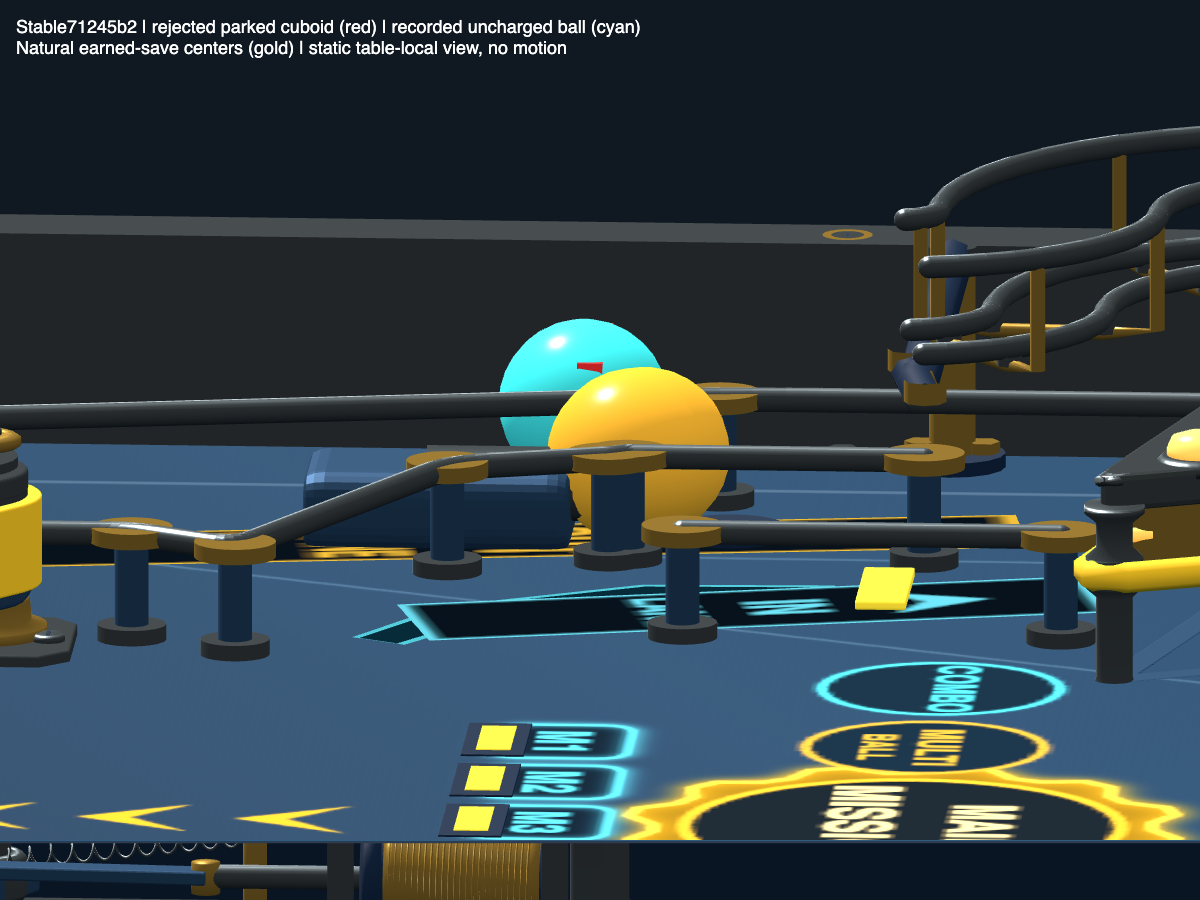 Stable71245b2 | rejected parked cuboid (red) | recorded uncharged ball (cyan)
Natural earned-save centers (gold) | static table-local view, no motion
COMBO
MULTI
BALL
M1
M2
M3